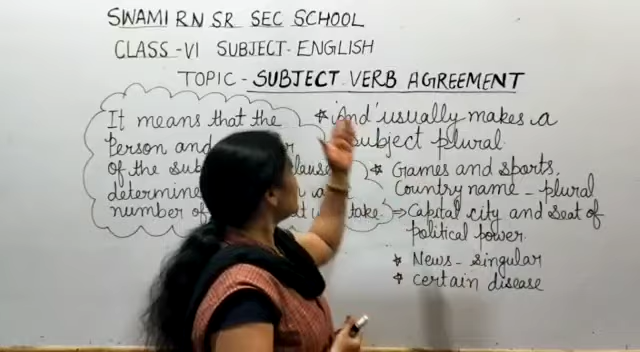 SWAMI R N SR SEC SCHOOL
CLASS -VI SUBJECT- ENGLISH
TOPIC - SUBJECT VERB AGREEMENT
It means that the
Person and
of the sub clause
determine
number of take.
* 'And' usually makes a
subject plural.
* Games and sports,
Country name - plural
⇒ Capital city and seat of
political power.
* News - singular
* certain disease